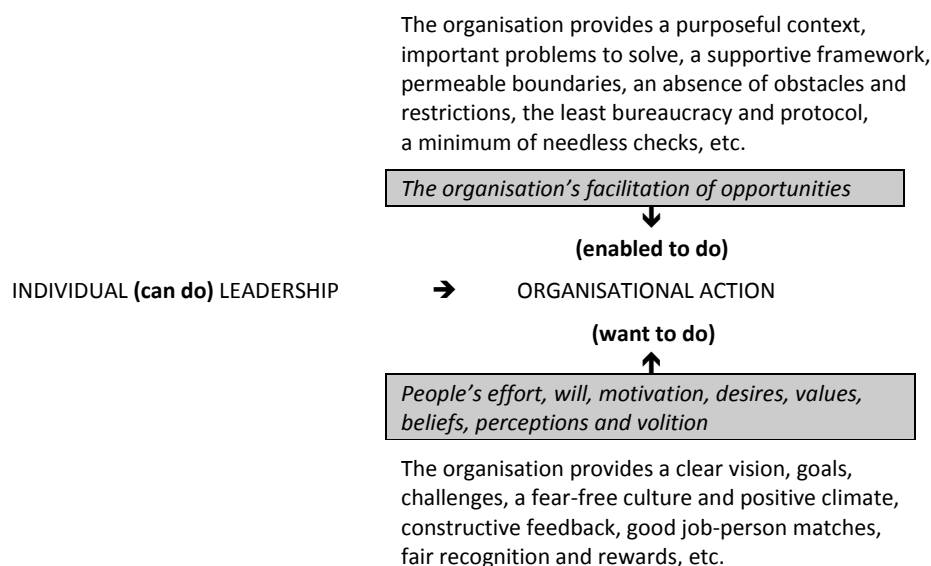 The organisation provides a purposeful context,
important problems to solve, a supportive framework,
permeable boundaries, an absence of obstacles and
restrictions, the least bureaucracy and protocol,
a minimum of needless checks, etc.
The organisation’s facilitation of opportunities
(enabled to do)
INDIVIDUAL (can do) LEADERSHIP ➔ ORGANISATIONAL ACTION
(want to do)
People’s effort, will, motivation, desires, values,
beliefs, perceptions and volition
The organisation provides a clear vision, goals,
challenges, a fear-free culture and positive climate,
constructive feedback, good job-person matches,
fair recognition and rewards, etc.